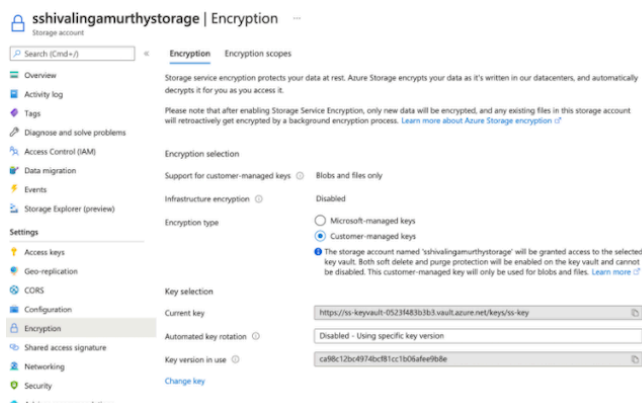 sshivalingamurthystorage | Encryption ...
Storage account
Search (Cmd+/)
«
Overview
Activity log
Tags
Diagnose and solve problems
Access Control (IAM)
Data migration
Events
Storage Explorer (preview)
Settings
Access keys
Geo-replication
CORS
Configuration
Encryption
Shared access signature
Networking
Security
Encryption Encryption scopes
Storage service encryption protects your data at rest. Azure Storage encrypts your data as it's written in our datacenters, and automatically
decrypts it for you as you access it.
Please note that after enabling Storage Service Encryption, only new data will be encrypted, and any existing files in this storage account
will retroactively get encrypted by a background encryption process. Learn more about Azure Storage encryption
Encryption selection
Support for customer-managed keys Blobs and files only
Infrastructure encryption Disabled
Encryption type Microsoft-managed keys
Customer-managed keys
The storage account named 'sshivalingamurthystorage' will be granted access to the selected
key vault. Both soft delete and purge protection will be enabled on the key vault and cannot
be disabled. This customer-managed key will only be used for blobs and files. Learn more
Key selection
Current key https://ss-keyvault-0523f483b3b3.vault.azure.net/keys/ss-key
Automated key rotation Disabled - Using specific key version
Key version in use ca98c12bc4974bcf81cc1b06afee9b8e
Change key